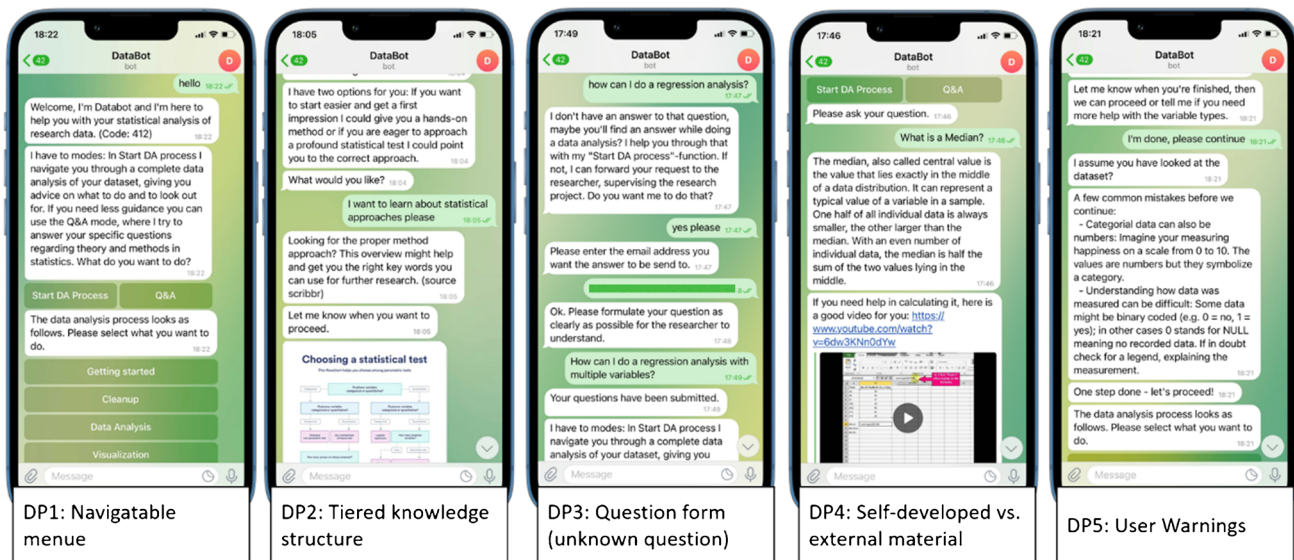 18:22
42
DataBot
bot
D
hello 18:22
Welcome, I'm Databot and I'm here to
help you with your statistical analysis of
research data. (Code: 412)
18:22
I have to modes: In Start DA process I
navigate you through a complete data
analysis of your dataset, giving you
advice on what to do and to look out
for. If you need less guidance you can
use the Q&A mode, where I try to
answer your specific questions
regarding theory and methods in
statistics. What do you want to do?
18:22
Start DA Process
Q&A
The data analysis process looks as
follows. Please select what you want to
do.
18:22
Getting started
Cleanup
Data Analysis
Visualization
Message
DP1: Navigatable
menue
18:05
42
DataBot
bot
D
I have two options for you: If you want
to start easier and get a first
impression I could give you a hands-on
method or if you are eager to approach
a profound statistical test I could point
you to the correct approach.
18:04
What would you like? 18:04
I want to learn about statistical
approaches please
18:05
Looking for the proper method
approach? This overview might help
and get you the right key words you
can use for further research. (source
scribbr)
18:05
Let me know when you want to
proceed.
18:05
Choosing a statistical test
Message
DP2: Tiered knowledge
structure
17:49
42
DataBot
bot
D
how can I do a regression analysis?
17:47
I don't have an answer to that question,
maybe you'll find an answer while doing
a data analysis? I help you through that
with my "Start DA process"-function. If
not, I can forward your request to the
researcher, supervising the research
project. Do you want me to do that?
17:47
yes please 17:47
Please enter the email address you
want the answer to be send to. 17:47
Ok. Please formulate your question as
clearly as possible for the researcher to
understand.
17:48
How can I do a regression analysis with
multiple variables?
17:49
Your questions have been submitted.
17:49
I have to modes: In Start DA Process I
navigate you through a complete data
analysis of your dataset, giving you
Message
DP3: Question form
(unknown question)
17:46
42
DataBot
bot
D
Start DA Process
Q&A
Please ask your question. 17:46
What is a Median? 17:46
The median, also called central value is
the value that lies exactly in the middle
of a data distribution. It can represent a
typical value of a variable in a sample.
One half of all individual data is always
smaller, the other larger than the
median. With an even number of
individual data, the median is half the
sum of the two values lying in the
middle.
17:46
If you need help in calculating it, here is
a good video for you: https://
www.youtube.com/watch?
v=6dw3KNn0dYw
Message
DP4: Self-developed vs.
external material
18:21
42
DataBot
bot
D
Let me know when you're finished, then
we can proceed or tell me if you need
more help with the variable types.
18:21
I'm done, please continue 18:21
I assume you have looked at the
dataset?
18:21
A few common mistakes before we
continue:
- Categorial data can also be
numbers: Imagine your measuring
happiness on a scale from 0 to 10. The
values are numbers but they symbolize
a category.
- Understanding how data was
measured can be difficult: Some data
might be binary coded (e.g. 0 = no, 1 =
yes); in other cases 0 stands for NULL
meaning no recorded data. If in doubt
check for a legend, explaining the
measurement.
18:21
One step done - let's proceed! 18:21
The data analysis process looks as
follows. Please select what you want to
do.
18:21
Message
DP5: User Warnings